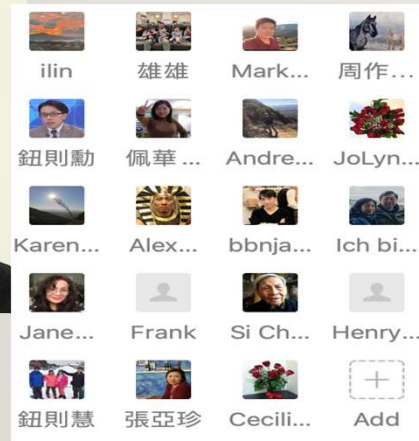 ilin 雄雄 Mark... 周作...
鈕則勳 佩華... Andre... JoLyn...
Karen... Alex... bbnja... Ich bi...
Jane... Frank Si Ch... Henry...
鈕則慧 張亞珍 Cecili... Add